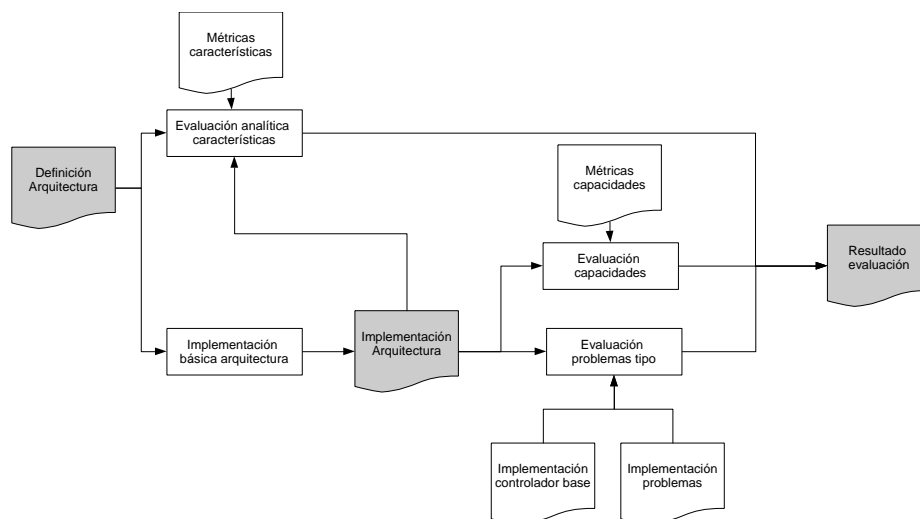 Métricas
características
Evaluación analítica
características
Definición
Arquitectura
Métricas
capacidades
Evaluación
capacidades
Resultado
evaluación
Implementación
básica arquitectura
Implementación
Arquitectura
Evaluación
problemas tipo
Implementación
controlador base
Implementación
problemas